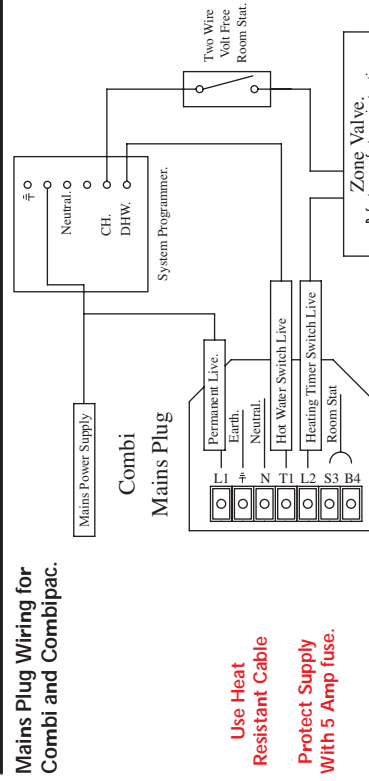 Mains Plug Wiring for
Combi and Combipac.
Use Heat
Resistant Cable
Protect Supply
With 5 Amp fuse.
Mains Power Supply
Combi
Mains Plug
Neutral.
CH.
DHW.
System Programmer.
Two Wire
Volt Free
Room Stat.
Permanent Live.
Earth.
Neutral.
Hot Water Switch Live
Heating Timer Switch Live
Room Stat
L1
N
T1
L2
S3
B4
Zone Valve.